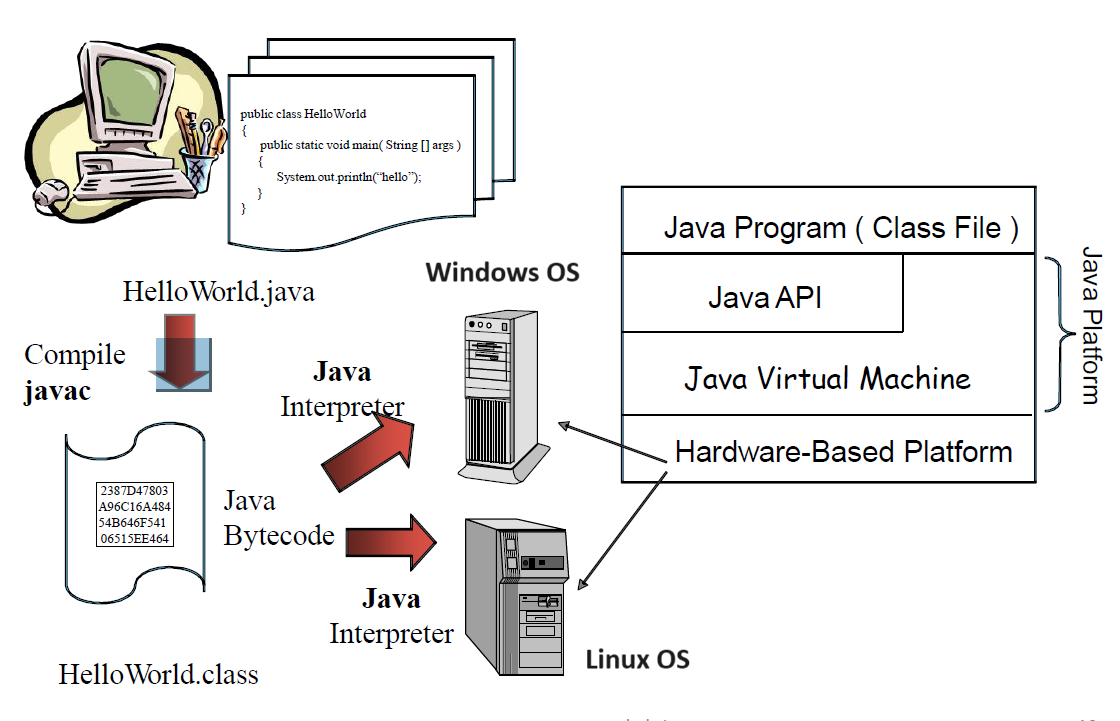 public class HelloWorld
{
public static void main( String [] args )
{
System.out.println(“hello”);
}
}
HelloWorld.java
Compile
javac
2387D47803
A96C16A484
54B646F541
06515EE464
Java
Bytecode
HelloWorld.class
Java
Interpreter
Windows OS
Java
Interpreter
Linux OS
Java Program ( Class File )
Java API
Java Virtual Machine
Hardware-Based Platform
Java Platform